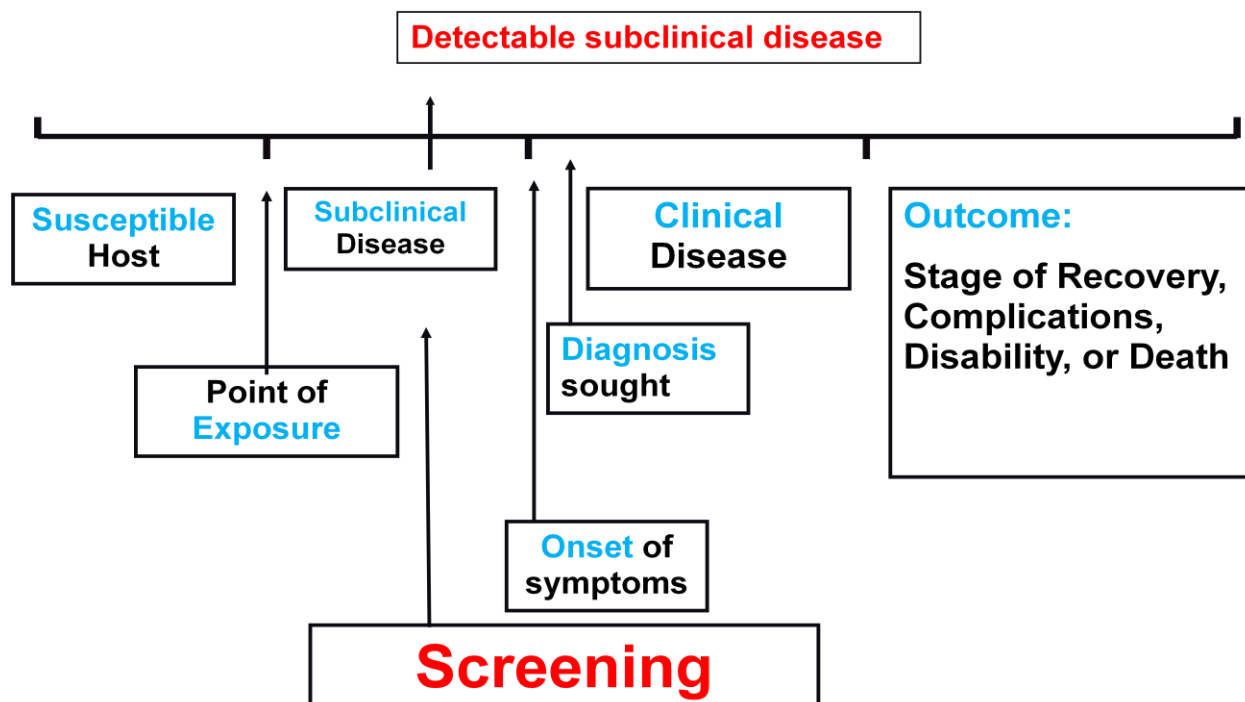 Detectable subclinical disease
Susceptible
Host
Subclinical
Disease
Clinical
Disease
Outcome:
Stage of Recovery,
Complications,
Disability, or Death
Point of
Exposure
Diagnosis
sought
Onset of
symptoms
Screening